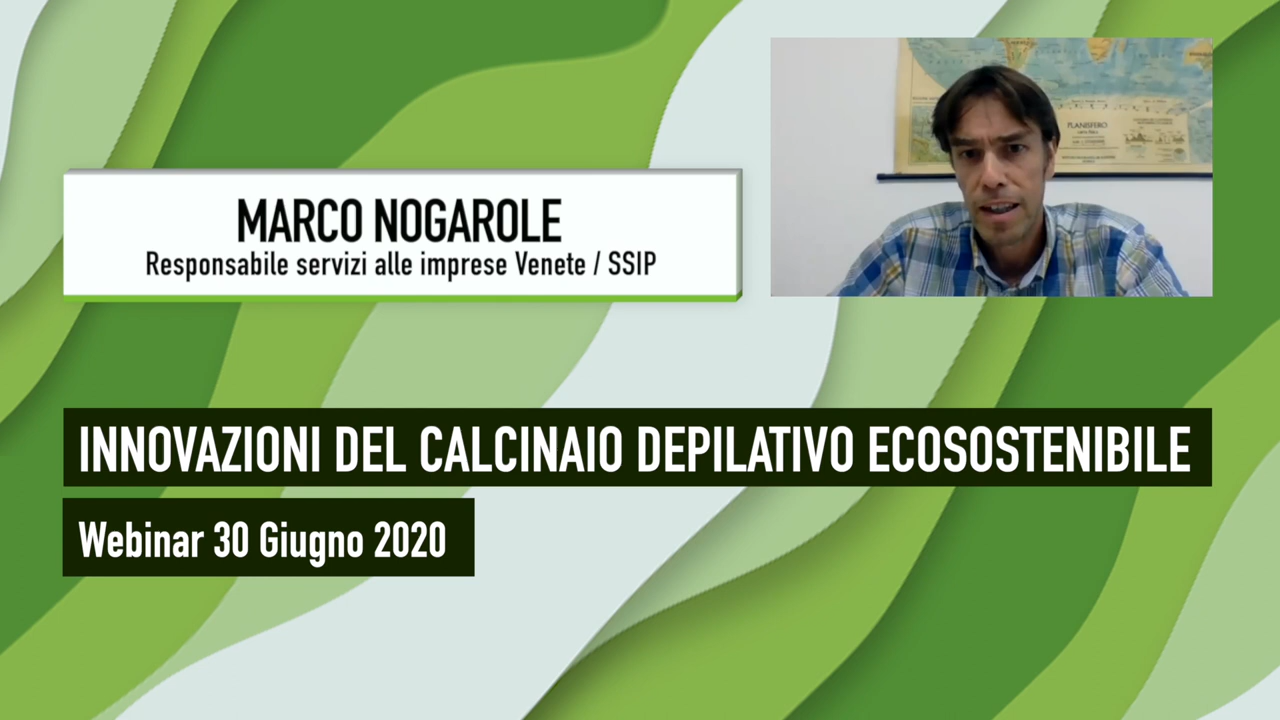 MARCO NOGAROLE
Responsabile servizi alle imprese Venete / SSIP
PLANISFERO
INNOVAZIONI DEL CALCINAIO DEPILATIVO ECOSOSTENIBILE
Webinar 30 Giugno 2020